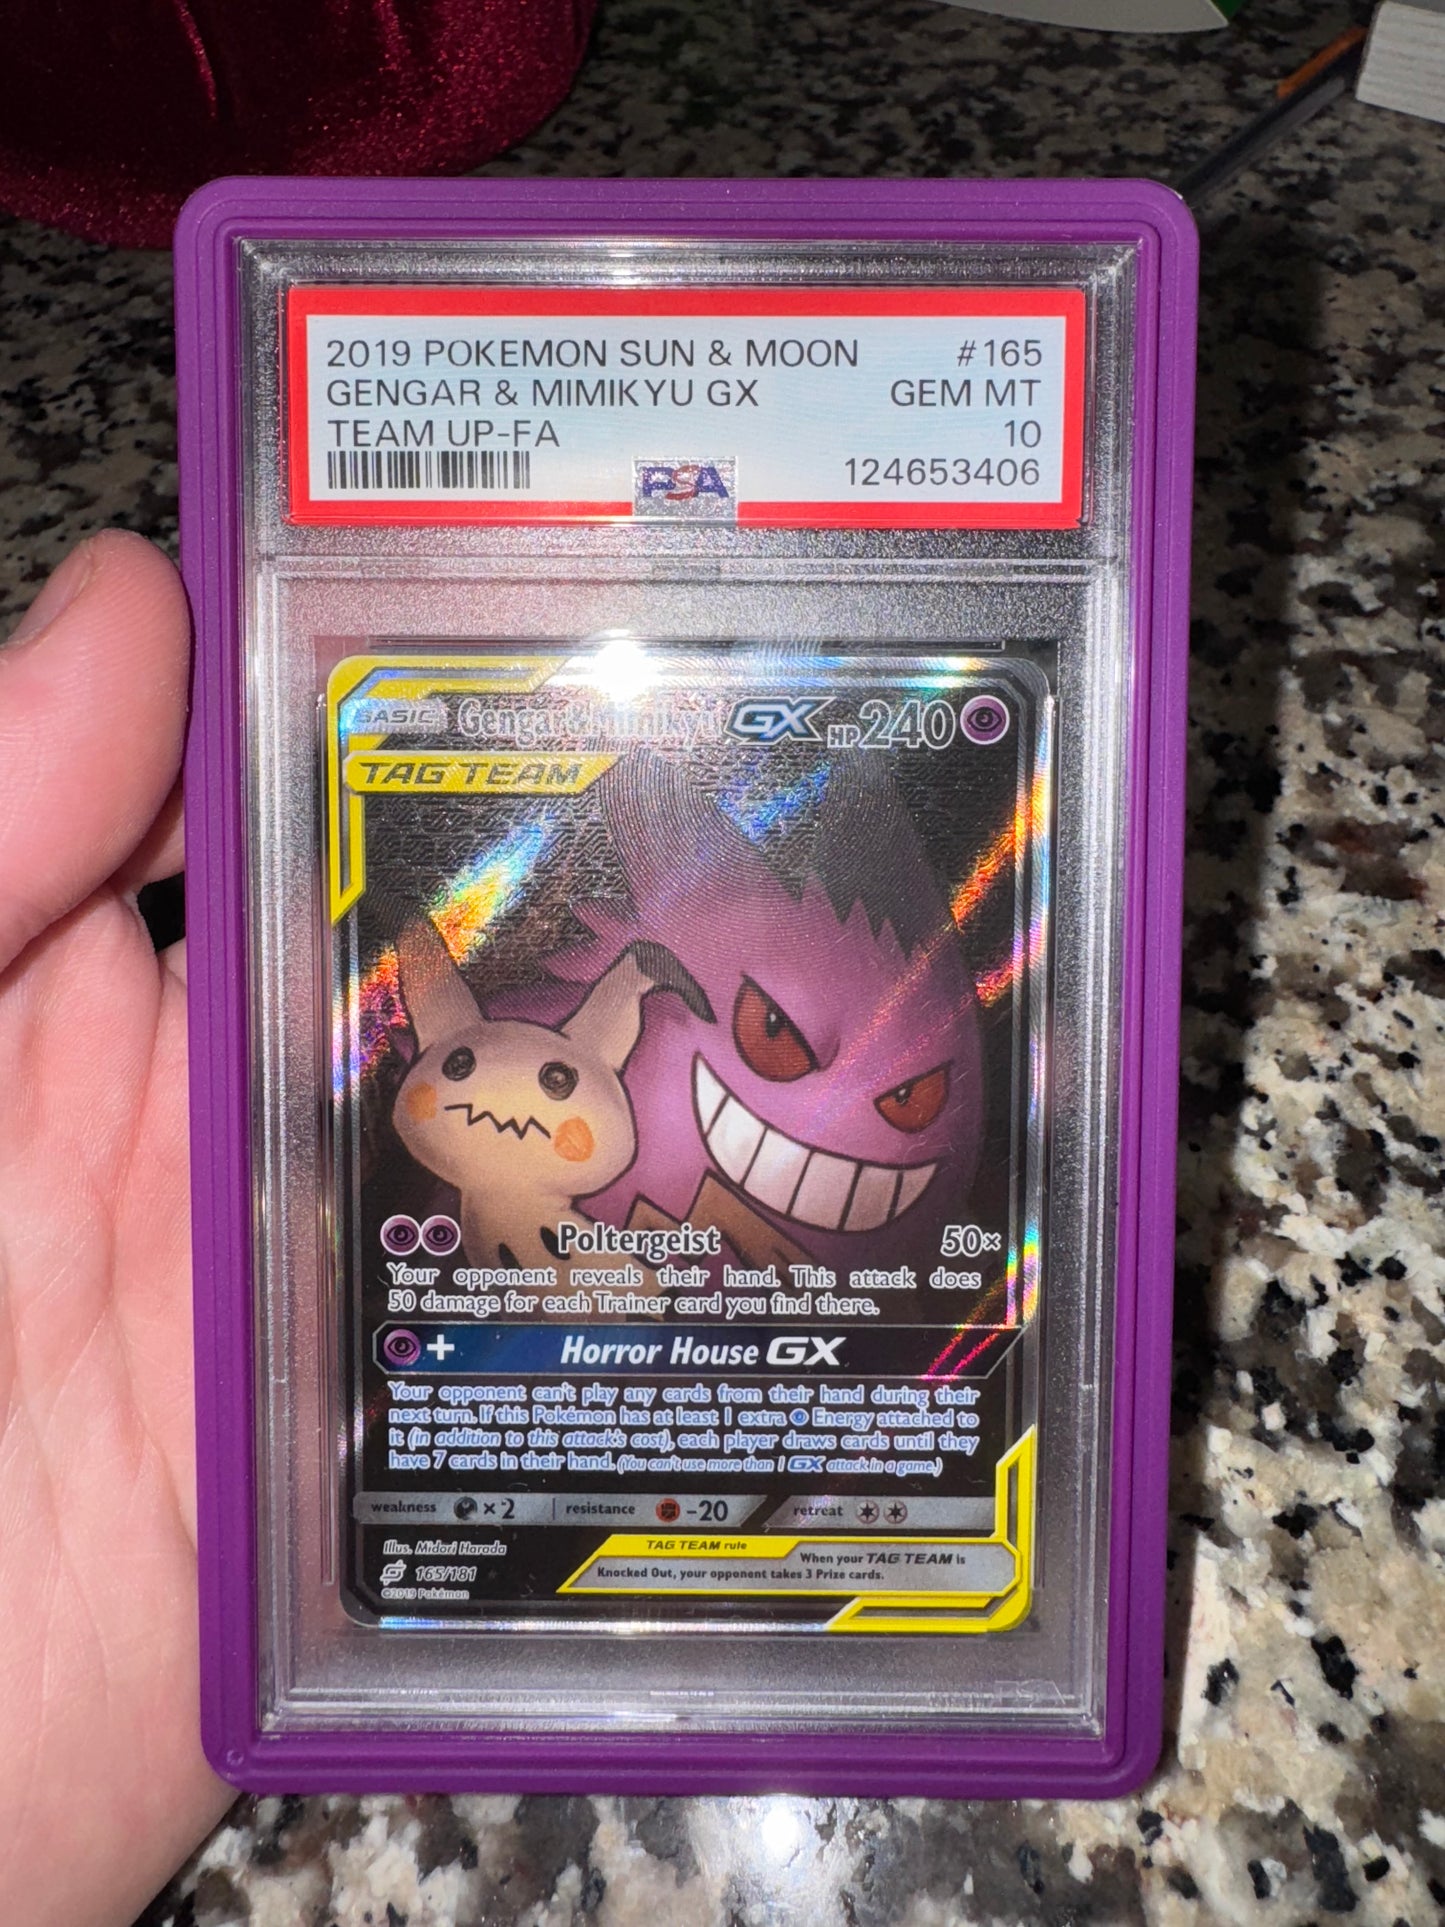 2019 POKEMON SUN & MOON #165
GENGAR & MIMIKYU GX GEM MT
TEAM UP-FA 10
PSA 124653406
BASIC Gengar & Mimikyu GX HP 240
TAG TEAM
Poltergeist 50×
Your opponent reveals their hand. This attack does
50 damage for each Trainer card you find there.
+ Horror House GX
Your opponent can't play any cards from their hand during their
next turn. If this Pokémon has at least 1 extra Energy attached to
it (in addition to this attack's cost), each player draws cards until they
have 7 cards in their hand. (You can't use more than 1 GX attack in a game.)
weakness ×2 resistance -20 retreat
Illus. Midori Harada
165/181
©2019 Pokémon
TAG TEAM rule
When your TAG TEAM is
Knocked Out, your opponent takes 3 Prize cards.
PSA